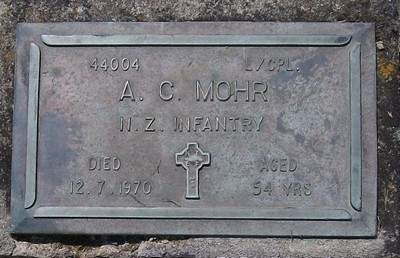 44004 L/CPL.
A. C. MOHR
N.Z. INFANTRY
DIED AGED
12.7.1970 54 YRS